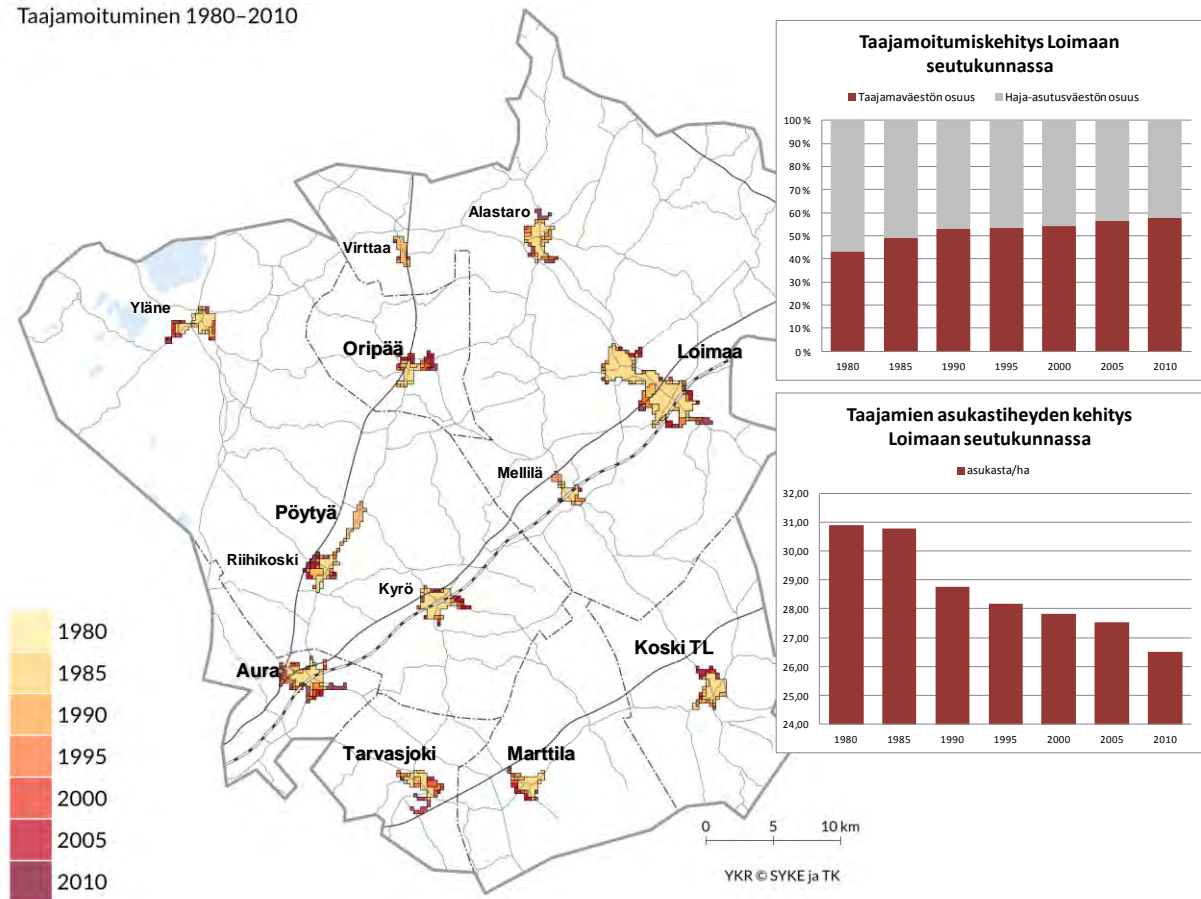 Taajamoituminen 1980–2010
Alastaro
Virttaa
Yläne
Oripää
Loimaa
Mellilä
Pöytyä
Riihikoski
Kyrö
Koski TL
Aura
Tarvasjoki
Marttila
1980
1985
1990
1995
2000
2005
2010
0 5 10 km
YKR © SYKE ja TK
Taajamoitumiskehitys Loimaan
seutukunnassa
Taajamaväestön osuus Haja-asutusväestön osuus
100 %
90 %
80 %
70 %
60 %
50 %
40 %
30 %
20 %
10 %
0 %
1980 1985 1990 1995 2000 2005 2010
Taajamien asukastiheyden kehitys
Loimaan seutukunnassa
asukasta/ha
32,00
31,00
30,00
29,00
28,00
27,00
26,00
25,00
24,00
1980 1985 1990 1995 2000 2005 2010